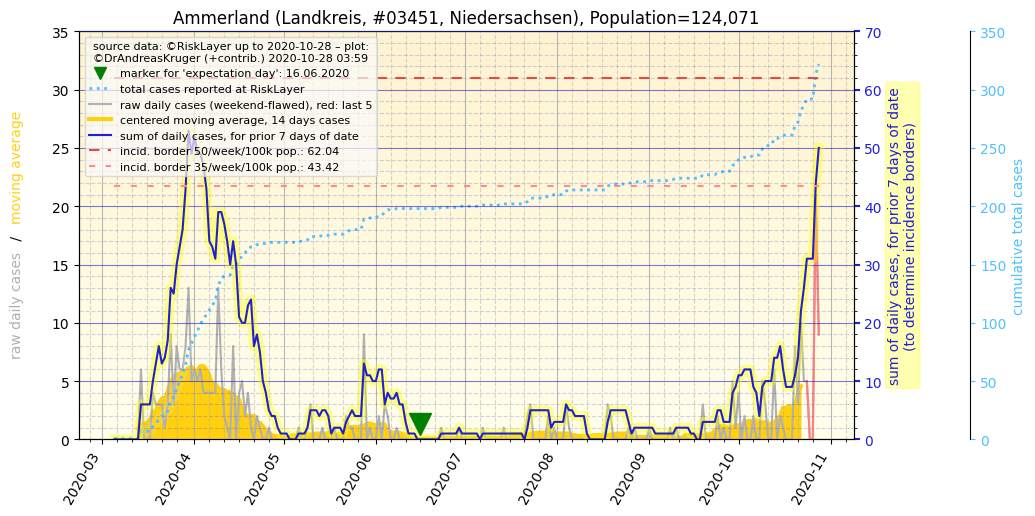 Ammerland (Landkreis, #03451, Niedersachsen), Population=124,071
source data: ©RiskLayer up to 2020-10-28 – plot:
©DrAndreasKruger (+contrib.) 2020-10-28 03:59
marker for 'expectation day': 16.06.2020
total cases reported at RiskLayer
raw daily cases (weekend-flawed), red: last 5
centered moving average, 14 days cases
sum of daily cases, for prior 7 days of date
incid. border 50/week/100k pop.: 62.04
incid. border 35/week/100k pop.: 43.42
raw daily cases / moving average
35
30
25
20
15
10
5
0
70
60
50
40
30
20
10
0
sum of daily cases, for prior 7 days of date
(to determine incidence borders)
350
300
250
200
150
100
50
0
cumulative total cases
2020-03
2020-04
2020-05
2020-06
2020-07
2020-08
2020-09
2020-10
2020-11